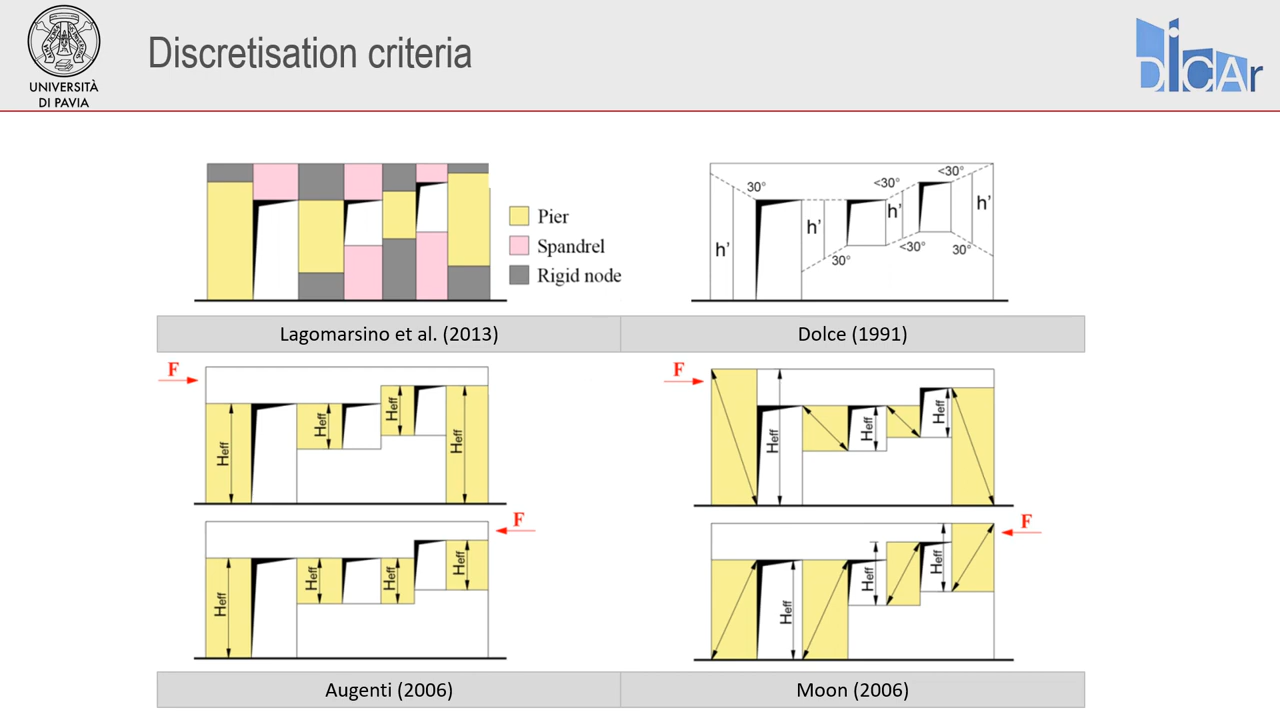 Discretisation criteria
UNIVERSITÀ
DI PAVIA
DICAr
Pier
Spandrel
Rigid node
30°
<30°
<30°
h'
h'
h'
h'
30°
<30°
30°
Lagomarsino et al. (2013)
Dolce (1991)
F
Heff
Heff
Heff
Heff
F
Heff
Heff
Heff
F
Heff
Heff
Heff
Heff
F
Heff
Heff
Heff
Augenti (2006)
Moon (2006)